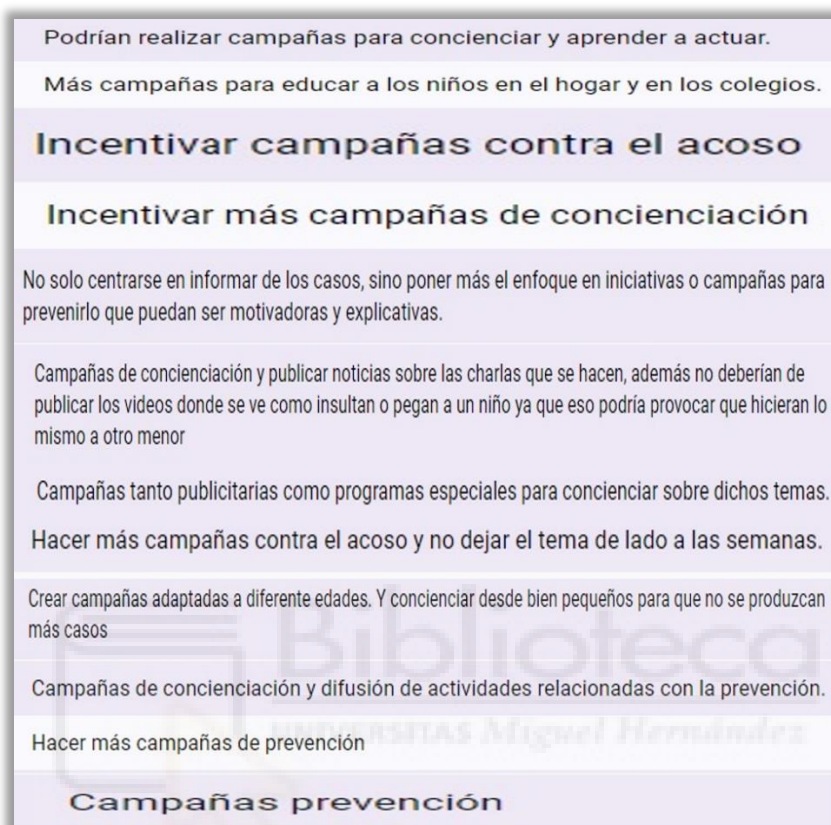 Podrían realizar campañas para concienciar y aprender a actuar.
Más campañas para educar a los niños en el hogar y en los colegios.
Incentivar campañas contra el acoso
Incentivar más campañas de concienciación
No solo centrarse en informar de los casos, sino poner más el enfoque en iniciativas o campañas para
prevenirlo que puedan ser motivadoras y explicativas.
Campañas de concienciación y publicar noticias sobre las charlas que se hacen, además no deberían de
publicar los videos donde se ve como insultan o pegan a un niño ya que eso podría provocar que hicieran lo
mismo a otro menor
Campañas tanto publicitarias como programas especiales para concienciar sobre dichos temas.
Hacer más campañas contra el acoso y no dejar el tema de lado a las semanas.
Crear campañas adaptadas a diferente edades. Y concienciar desde bien pequeños para que no se produzcan
más casos
Biblioteca
Campañas de concienciación y difusión de actividades relacionadas con la prevención.
UNIVERSITAS Miguel Hernández
Hacer más campañas de prevención
Campañas prevención